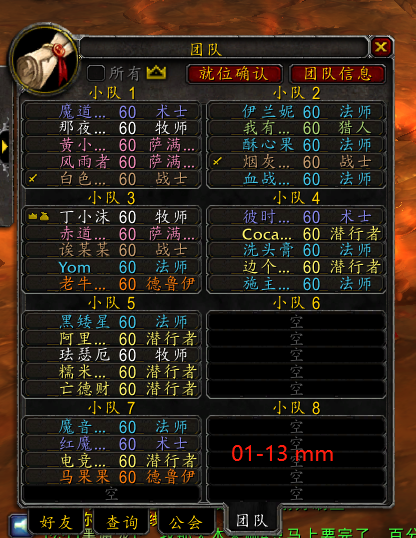 团队
所有
就位确认
团队信息
小队 1
魔道... 60 术士
那夜... 60 牧师
黄小... 60 萨满...
风雨者 60 萨满...
白色... 60 战士
小队 2
伊兰妮 60 法师
我有... 60 猎人
酥心果 60 法师
烟灰... 60 战士
血战... 60 法师
小队 3
丁小沫 60 牧师
赤道... 60 萨满...
诶某某 60 战士
Yom 60 法师
老牛... 60 德鲁伊
小队 4
彼时... 60 术士
Coca... 60 潜行者
洗头膏 60 法师
边个... 60 潜行者
施主... 60 法师
小队 5
黑矮星 60 法师
阿里... 60 潜行者
珐瑟厄 60 牧师
糯米... 60 潜行者
亡德财 60 潜行者
小队 6
空
空
空
空
空
小队 7
魔音... 60 法师
红魔... 60 术士
电竞... 60 潜行者
马果果 60 德鲁伊
空
小队 8
空
空
空
空
空
01-13 mm
好友
查询
公会
团队